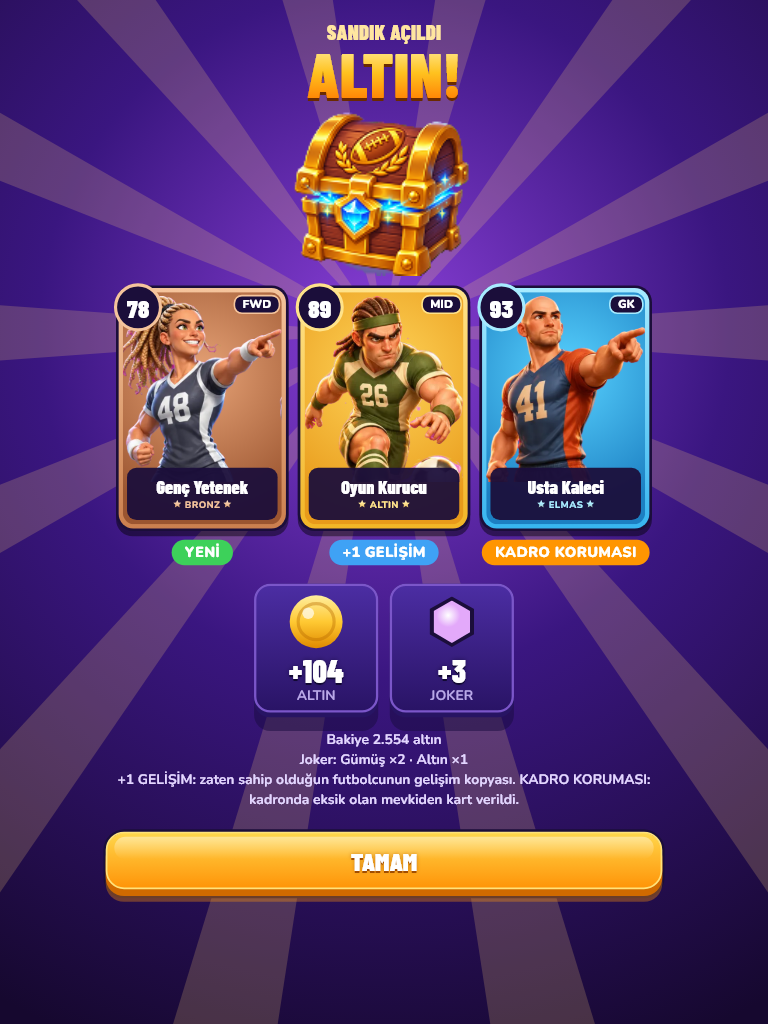 SANDIK AÇILDI
ALTIN!
78
FWD
48
Genç Yetenek
★ BRONZ ★
89
MID
26
Oyun Kurucu
★ ALTIN ★
93
GK
41
Usta Kaleci
★ ELMAS ★
YENİ
+1 GELİŞİM
KADRO KORUMASI
+104
ALTIN
+3
JOKER
Bakiye 2.554 altın
Joker: Gümüş ×2 · Altın ×1
+1 GELİŞİM: zaten sahip olduğun futbolcunun gelişim kopyası. KADRO KORUMASI:
kadronda eksik olan mevkiden kart verildi.
TAMAM